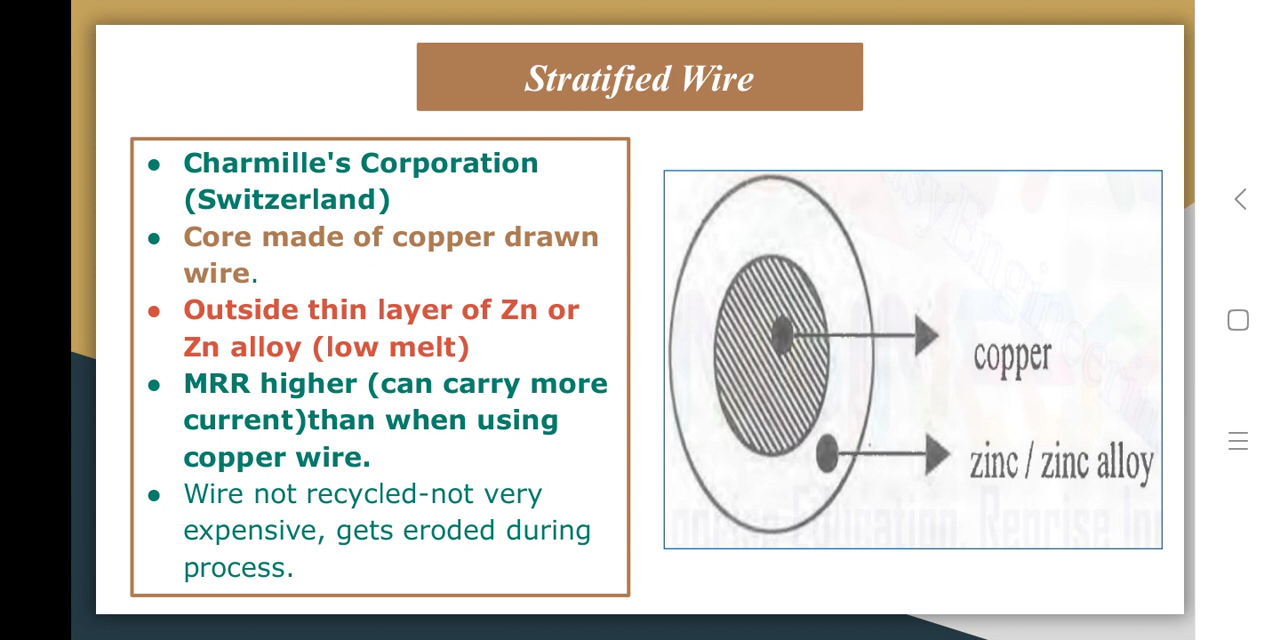 Stratified Wire
● Charmille's Corporation
(Switzerland)
● Core made of copper drawn
wire.
● Outside thin layer of Zn or
Zn alloy (low melt)
● MRR higher (can carry more
current)than when using
copper wire.
● Wire not recycled-not very
expensive, gets eroded during
process.
copper
zinc / zinc alloy